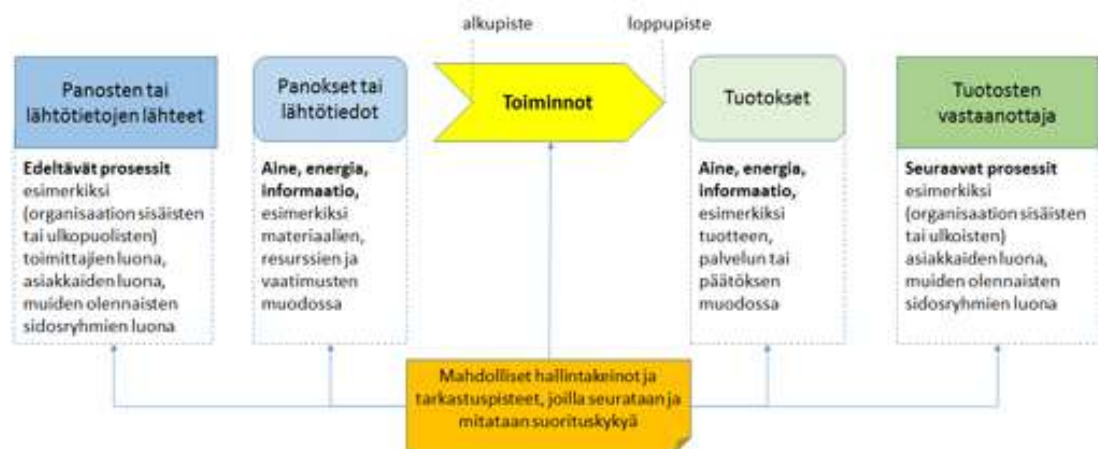 alkupiste
loppupiste
Panosten tai
lähtötietojen lähteet
Edeltävät prosessit
esimerkiksi
(organisaation sisäisten
tai ulkopuolisten)
toimittajien luona,
asiakkaiden luona,
muiden olennaisten
sidosryhmien luona
Panokset tai
lähtötiedot
Aine, energia,
informaatio,
esimerkiksi
materiaalien,
resurssien ja
vaatimusten
muodossa
Toiminnot
Tuotokset
Aine, energia,
informaatio,
esimerkiksi
tuotteen,
palvelun tai
päätöksen
muodossa
Tuotosten
vastaanottaja
Seuraavat prosessit
esimerkiksi
(organisaation sisäisten
tai ulkoisten)
asiakkaiden luona,
muiden olennaisten
sidosryhmien luona
Mahdolliset hallintakeinot ja
tarkastuspisteet, joilla seurataan ja
mitataan suorituskykyä